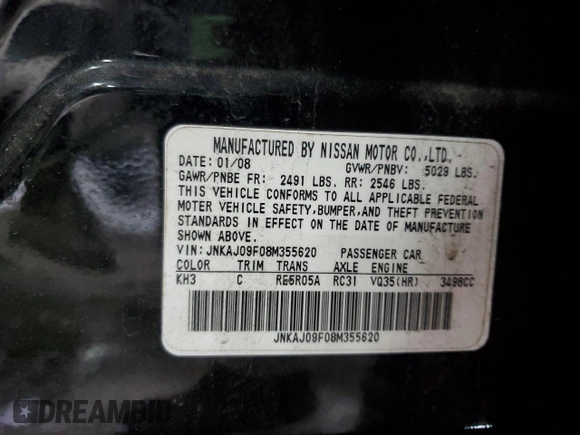 MANUFACTURED BY NISSAN MOTOR CO.,LTD.
DATE: 01/08 GVWR/PNBV: 5029 LBS.
GAWR/PNBE FR: 2491 LBS. RR: 2546 LBS.
THIS VEHICLE CONFORMS TO ALL APPLICABLE FEDERAL
MOTOR VEHICLE SAFETY,BUMPER,AND THEFT PREVENTION
STANDARDS IN EFFECT ON THE DATE OF MANUFACTURE
SHOWN ABOVE.
VIN:JNKAJ09F08M355620 PASSENGER CAR
COLOR TRIM TRANS AXLE ENGINE
KH3 C RE5R05A RC31 VQ35(HR) 3498CC
JNKAJ09F08M355620
DREAMBID